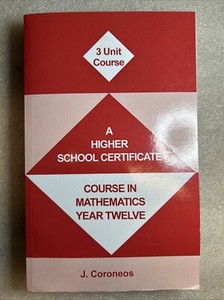 3 Unit
Course
A
HIGHER
SCHOOL CERTIFICATE
COURSE IN
MATHEMATICS
YEAR TWELVE
J. Coroneos